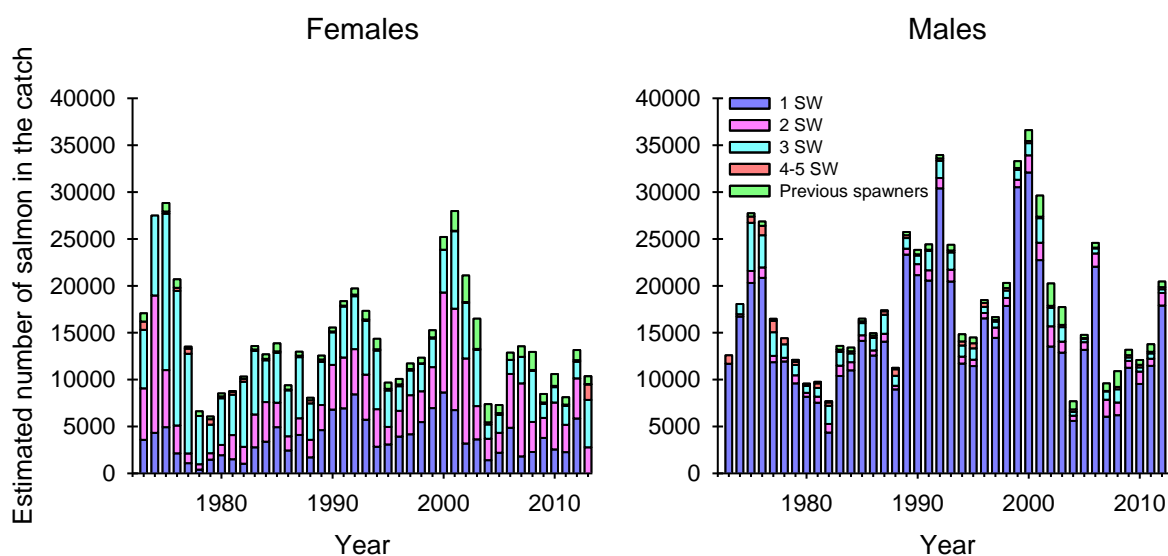 Females
Males
Estimated number of salmon in the catch
40000
35000
30000
25000
20000
15000
10000
5000
0
1980
1990
2000
2010
Year
40000
35000
30000
25000
20000
15000
10000
5000
0
1 SW
2 SW
3 SW
4-5 SW
Previous spawners
1980
1990
2000
2010
Year